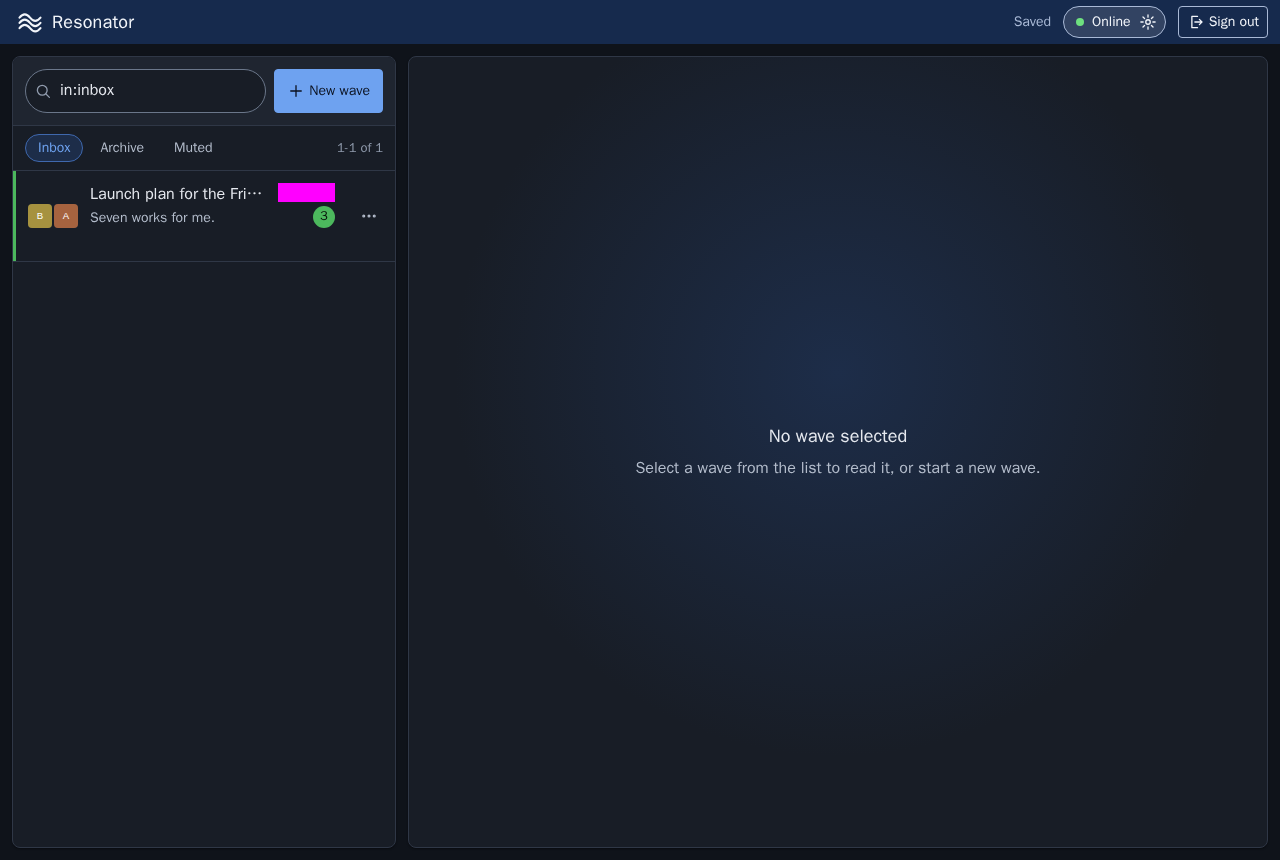 Resonator
Saved
Online
Sign out
in:inbox
New wave
Inbox
Archive
Muted
1-1 of 1
Launch plan for the Fri···
B
A
Seven works for me.
3
No wave selected
Select a wave from the list to read it, or start a new wave.